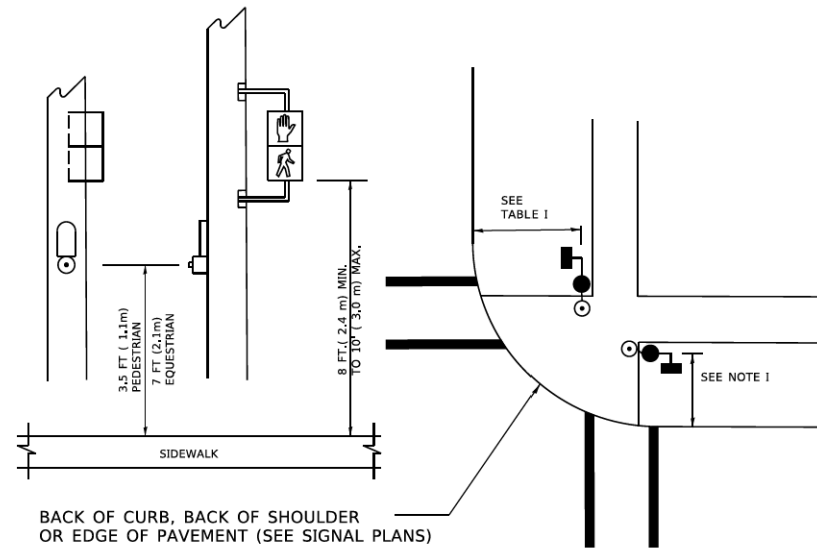 SEE
TABLE I
3.5 FT ( 1.1m)
PEDESTRIAN
7 FT (2.1m)
EQUESTRIAN
8 FT.( 2.4 m) MIN.
TO 10' ( 3.0 m) MAX.
SEE NOTE I
SIDEWALK
BACK OF CURB, BACK OF SHOULDER
OR EDGE OF PAVEMENT (SEE SIGNAL PLANS)